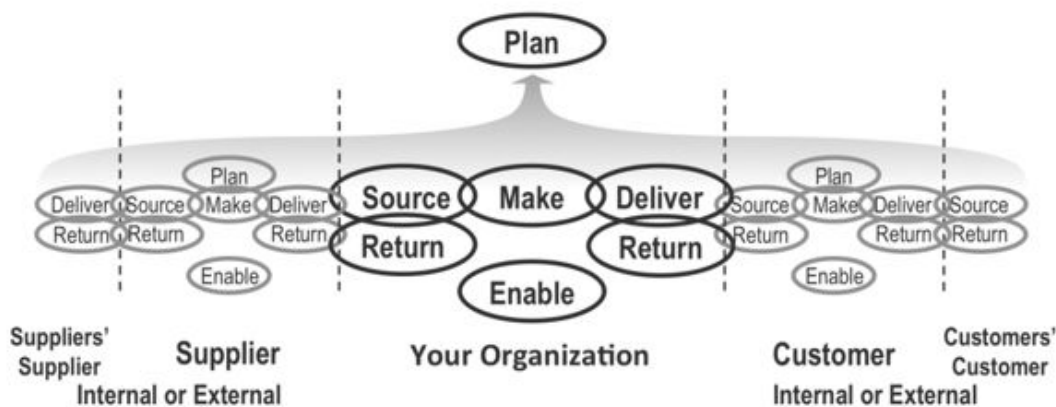 Plan
Plan Plan
Deliver Source Make Deliver Source Make Deliver Source Make Deliver Source
Return Return Return Return Return Return Return Return
Enable Enable Enable
Suppliers' Supplier Your Organization Customer Customers'
Supplier Customer
Internal or External Internal or External